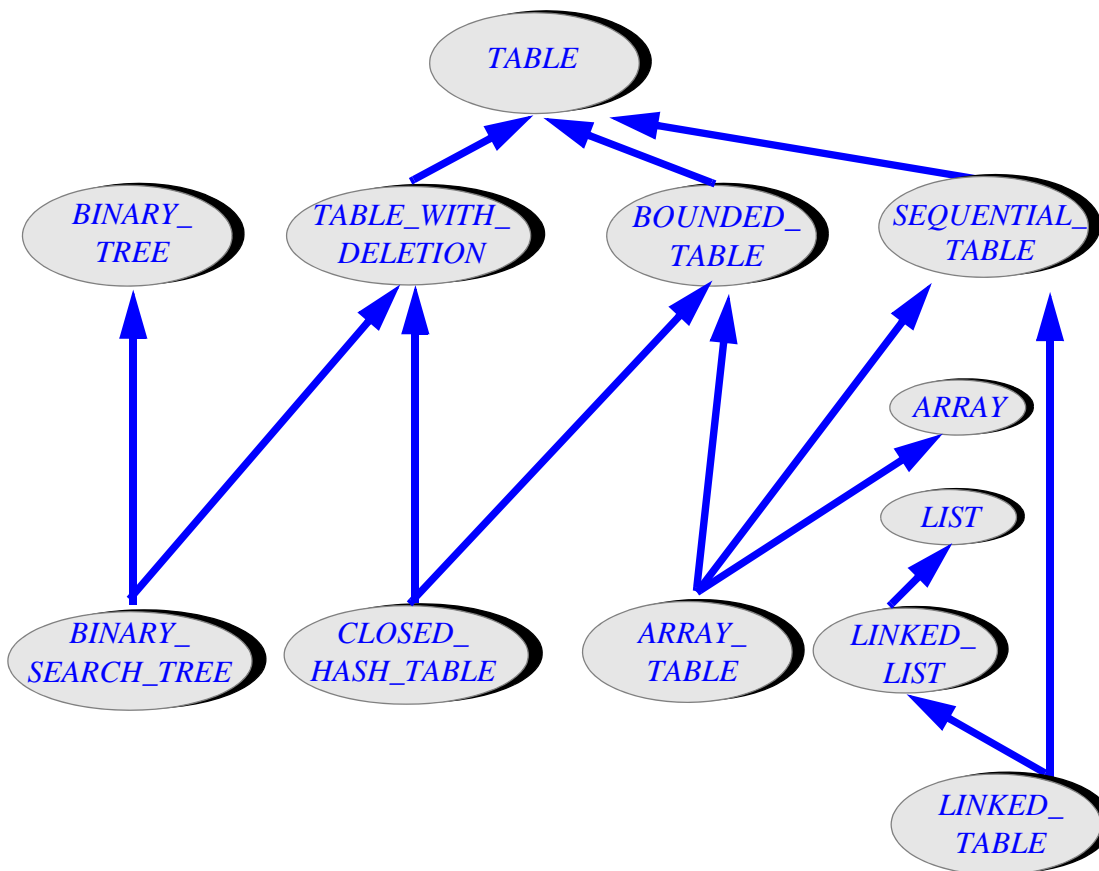 TABLE
BINARY_
TREE
TABLE_WITH_
DELETION
BOUNDED_
TABLE
SEQUENTIAL_
TABLE
ARRAY
LIST
BINARY_
SEARCH_TREE
CLOSED_
HASH_TABLE
ARRAY_
TABLE
LINKED_
LIST
LINKED_
TABLE